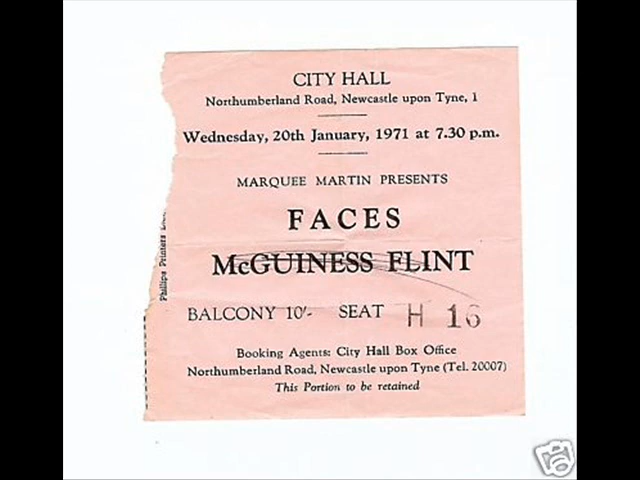 CITY HALL
Northumberland Road, Newcastle upon Tyne, 1
Wednesday, 20th January, 1971 at 7.30 p.m.
MARQUEE MARTIN PRESENTS
FACES
McGUINESS FLINT
BALCONY 10'- SEAT H 16
Booking Agents: City Hall Box Office
Northumberland Road, Newcastle upon Tyne (Tel. 20007)
This Portion to be retained
Phillips Printers